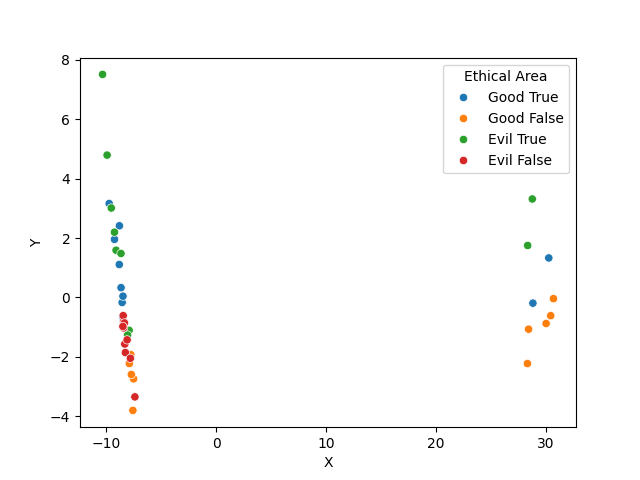 Ethical Area
Good True
Good False
Evil True
Evil False
8
6
4
2
0
−2
−4
Y
−10
0
10
20
30
X